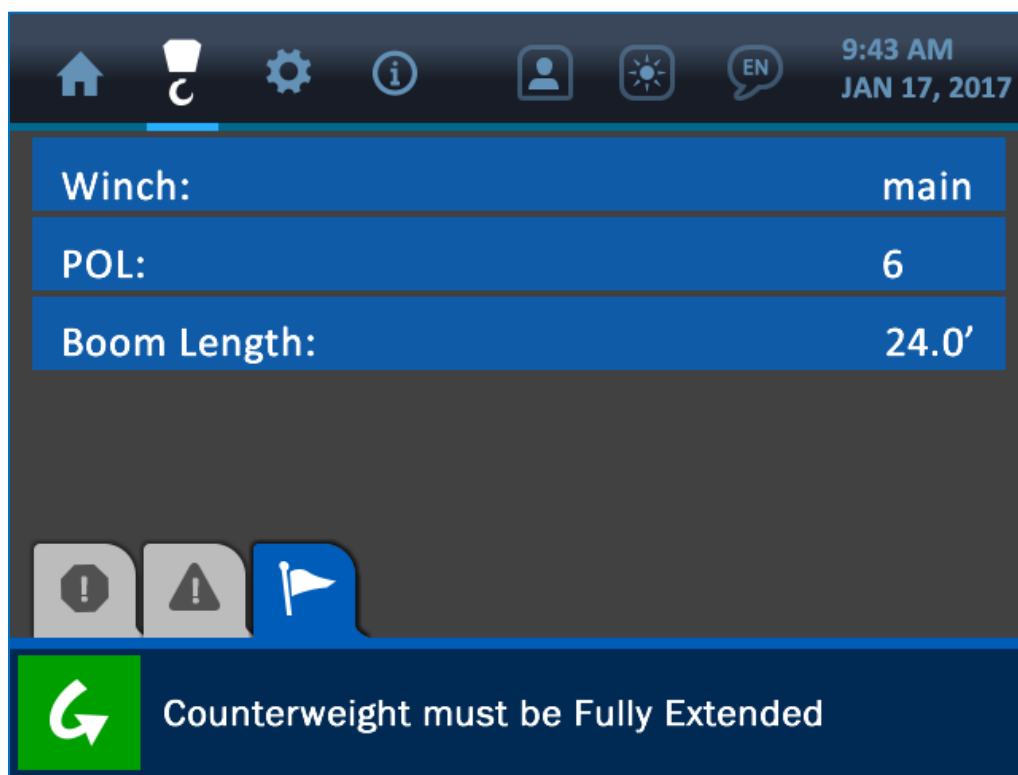 EN
9:43 AM
JAN 17, 2017
Winch: main
POL: 6
Boom Length: 24.0’
Counterweight must be Fully Extended